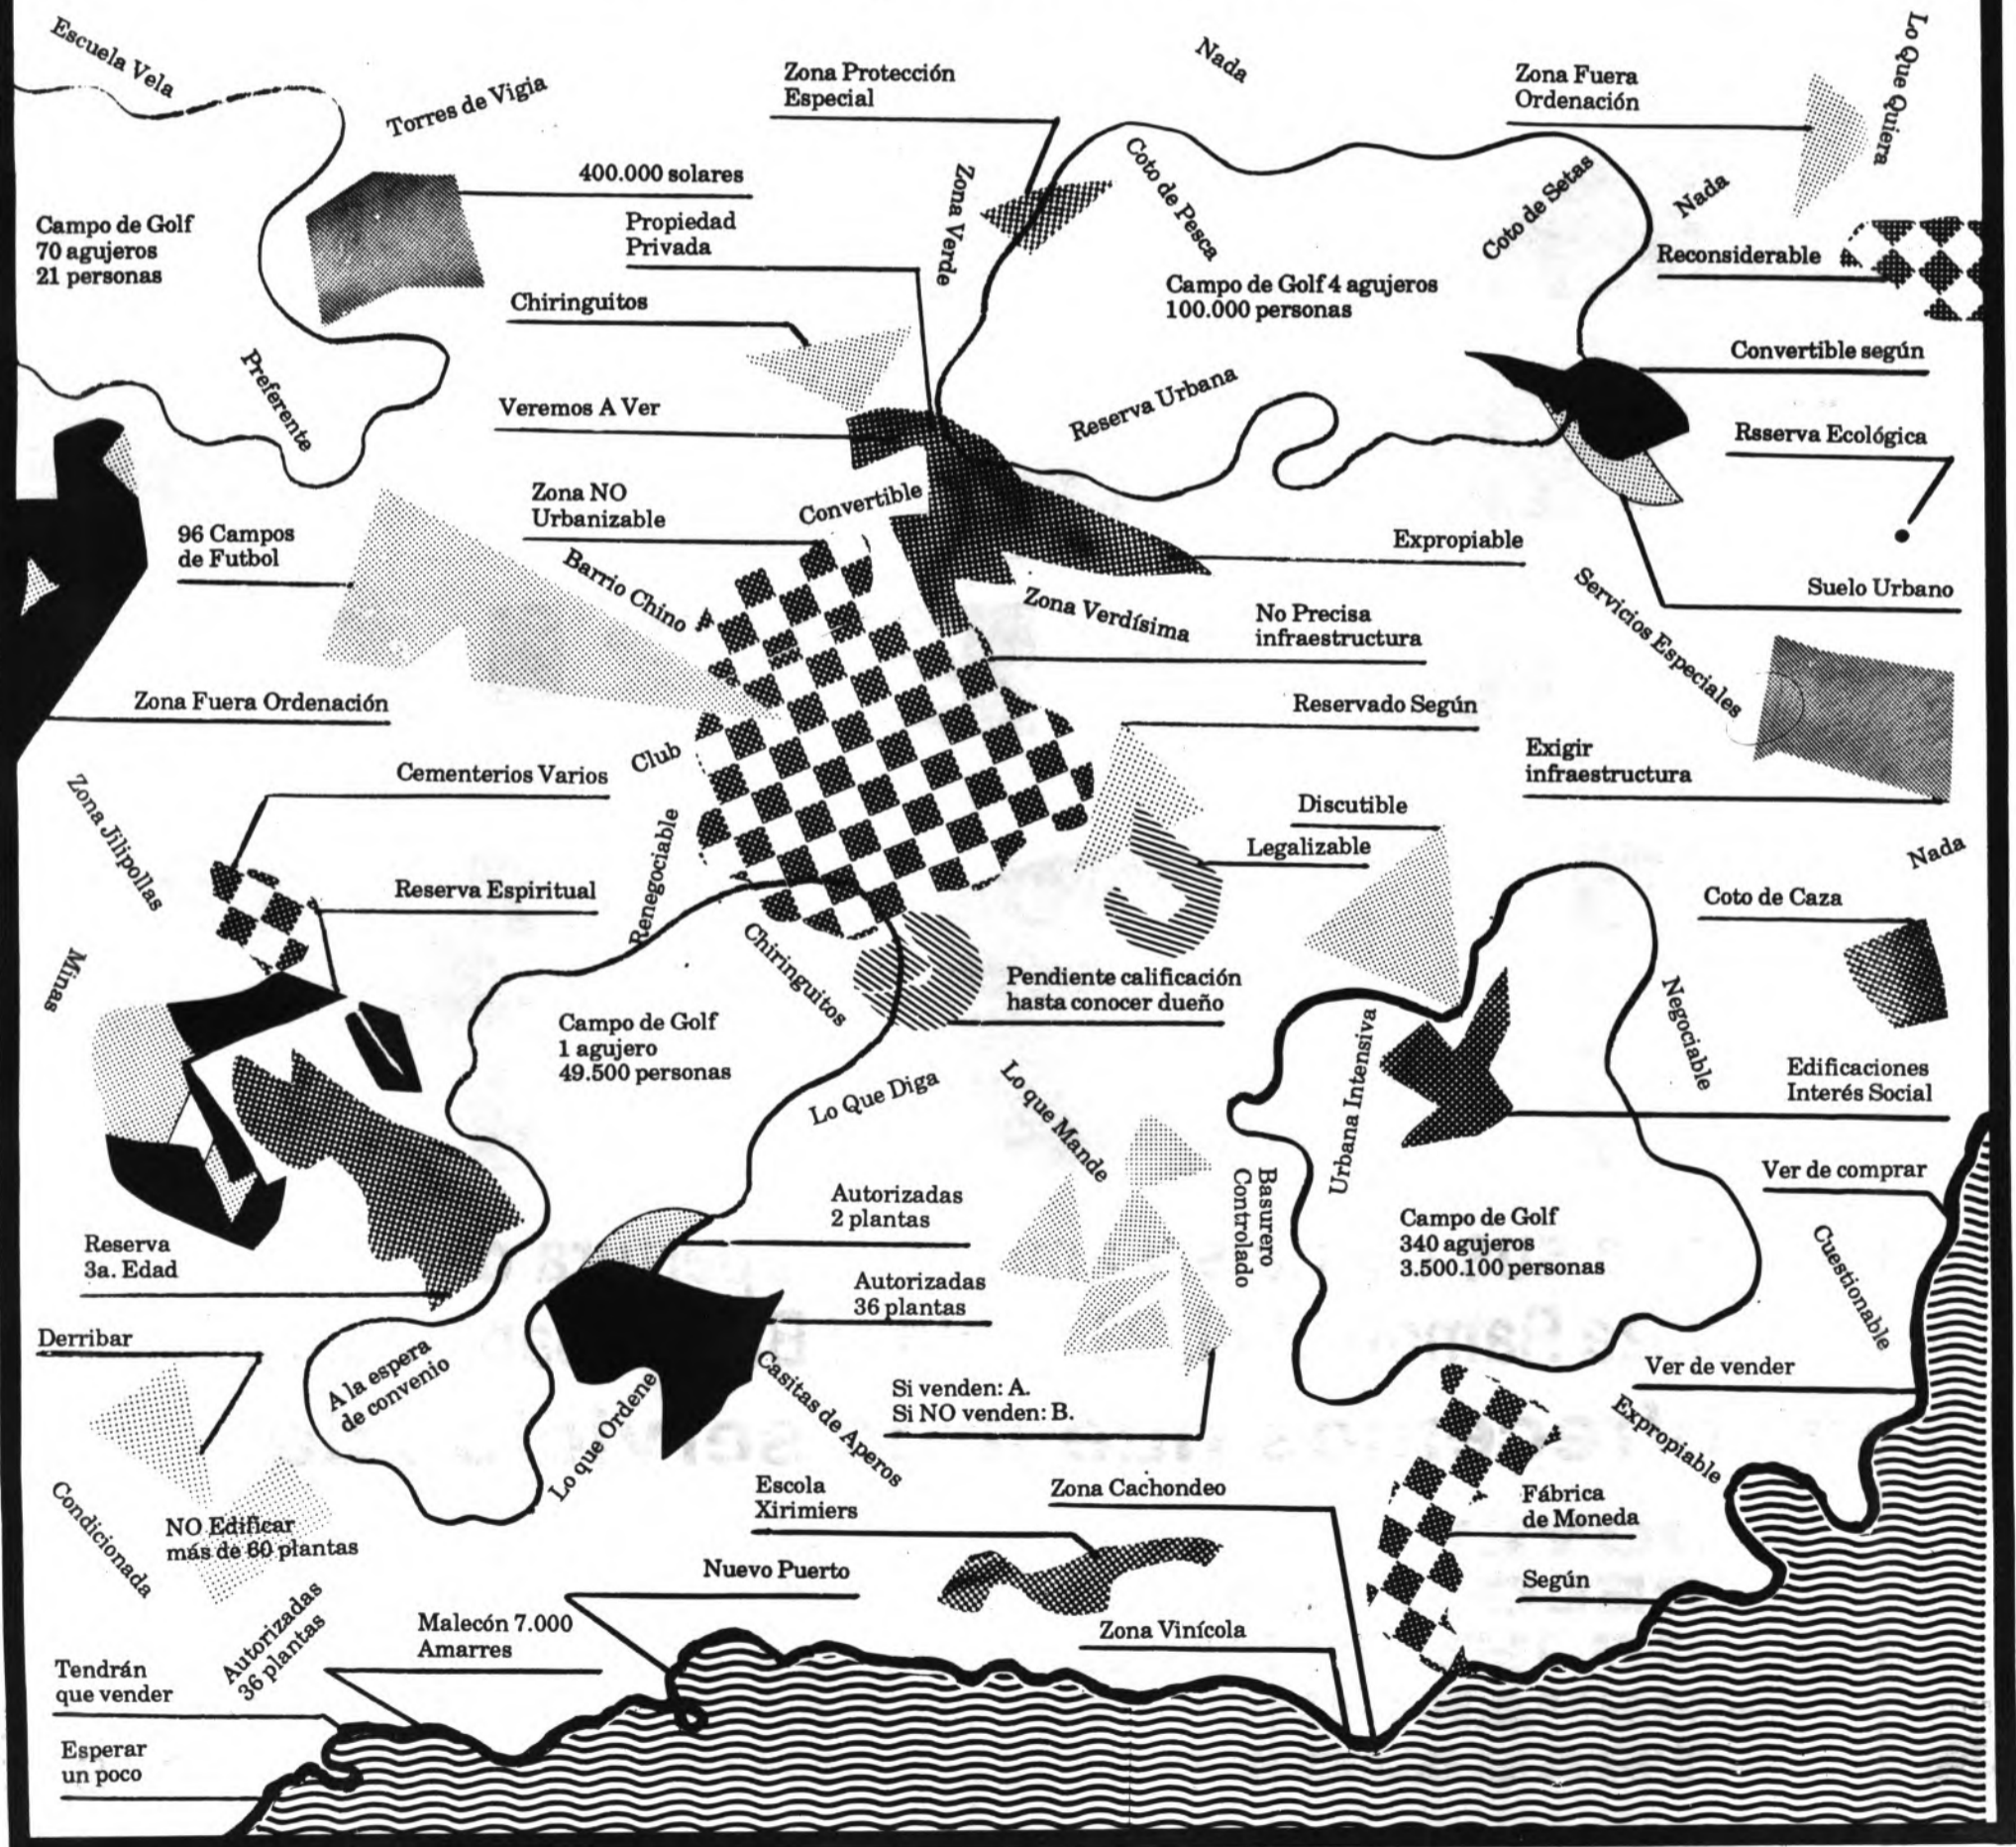 Escuela Vela
Torres de Vigia
Zona Protección
Especial
Nada
Zona Fuera
Ordenación
Lo Que Quiera
400.000 solares
Campo de Golf
70 agujeros
21 personas
Propiedad
Privada
Zona Verde
Coto de Pesca
Coto de Setas
Nada
Reconsiderable
Campo de Golf 4 agujeros
100.000 personas
Chiringuitos
Preferente
Convertible según
Veremos A Ver
Reserva Urbana
Rsserva Ecológica
Zona NO
Urbanizable
Convertible
96 Campos
de Futbol
Expropiable
Barrio Chino
Zona Verdísima
Servicios Especiales
Suelo Urbano
No Precisa
infraestructura
Zona Fuera Ordenación
Reservado Según
Club
Exigir
infraestructura
Cementerios Varios
Zona Jilipollas
Renegociable
Discutible
Legalizable
Nada
Reserva Espiritual
Coto de Caza
Minas
Chiringuitos
Pendiente calificación
hasta conocer dueño
Negociable
Campo de Golf
1 agujero
49.500 personas
Urbana Intensiva
Lo Que Diga
Lo que Mande
Edificaciones
Interés Social
Basurero
Controlado
Ver de comprar
Autorizadas
2 plantas
Campo de Golf
340 agujeros
3.500.100 personas
Cuestionable
Reserva
3a. Edad
Autorizadas
36 plantas
Derribar
A la espera
de convenio
Lo que Ordene
Casitas de Aperos
Si venden: A.
Si NO venden: B.
Ver de vender
Expropiable
Condicionada
NO Edificar
más de 60 plantas
Escola
Xirimiers
Zona Cachondeo
Fábrica
de Moneda
Nuevo Puerto
Según
Autorizadas
36 plantas
Malecón 7.000
Amarres
Zona Vinícola
Tendrán
que vender
Esperar
un poco